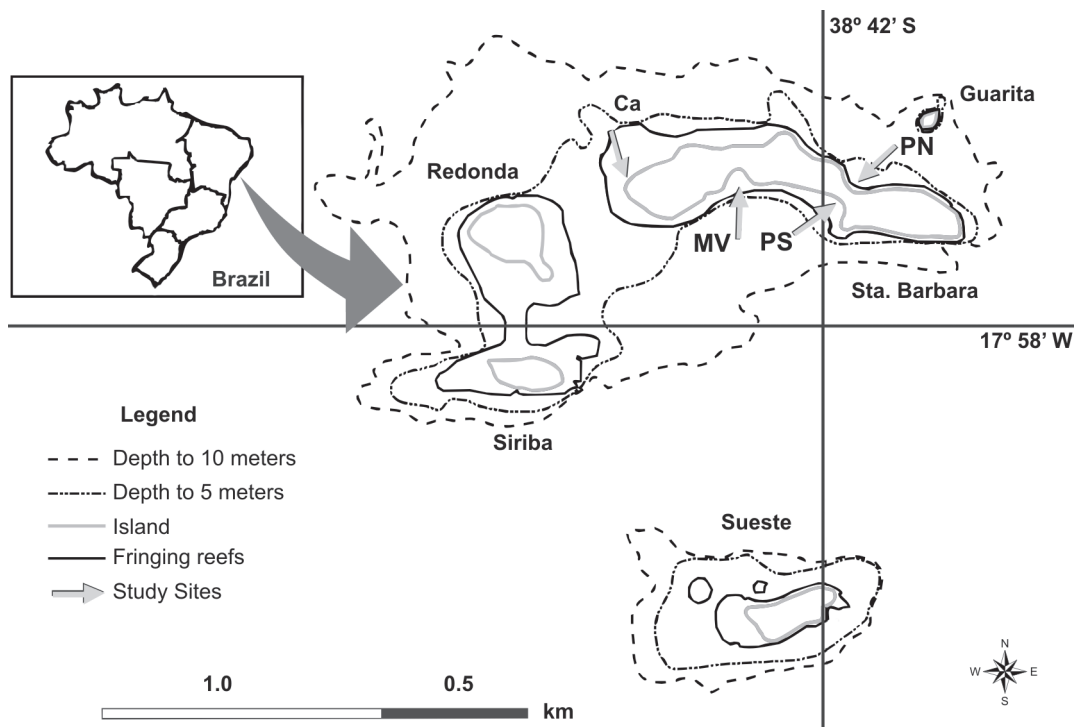 38º 42’ S
Guarita
Ca
PN
Redonda
MV
PS
Brazil
Sta. Barbara
17º 58’ W
Legend
Siriba
Depth to 10 meters
Depth to 5 meters
Island
Fringing reefs
Study Sites
Sueste
N
W
E
S
1.0
0.5
km